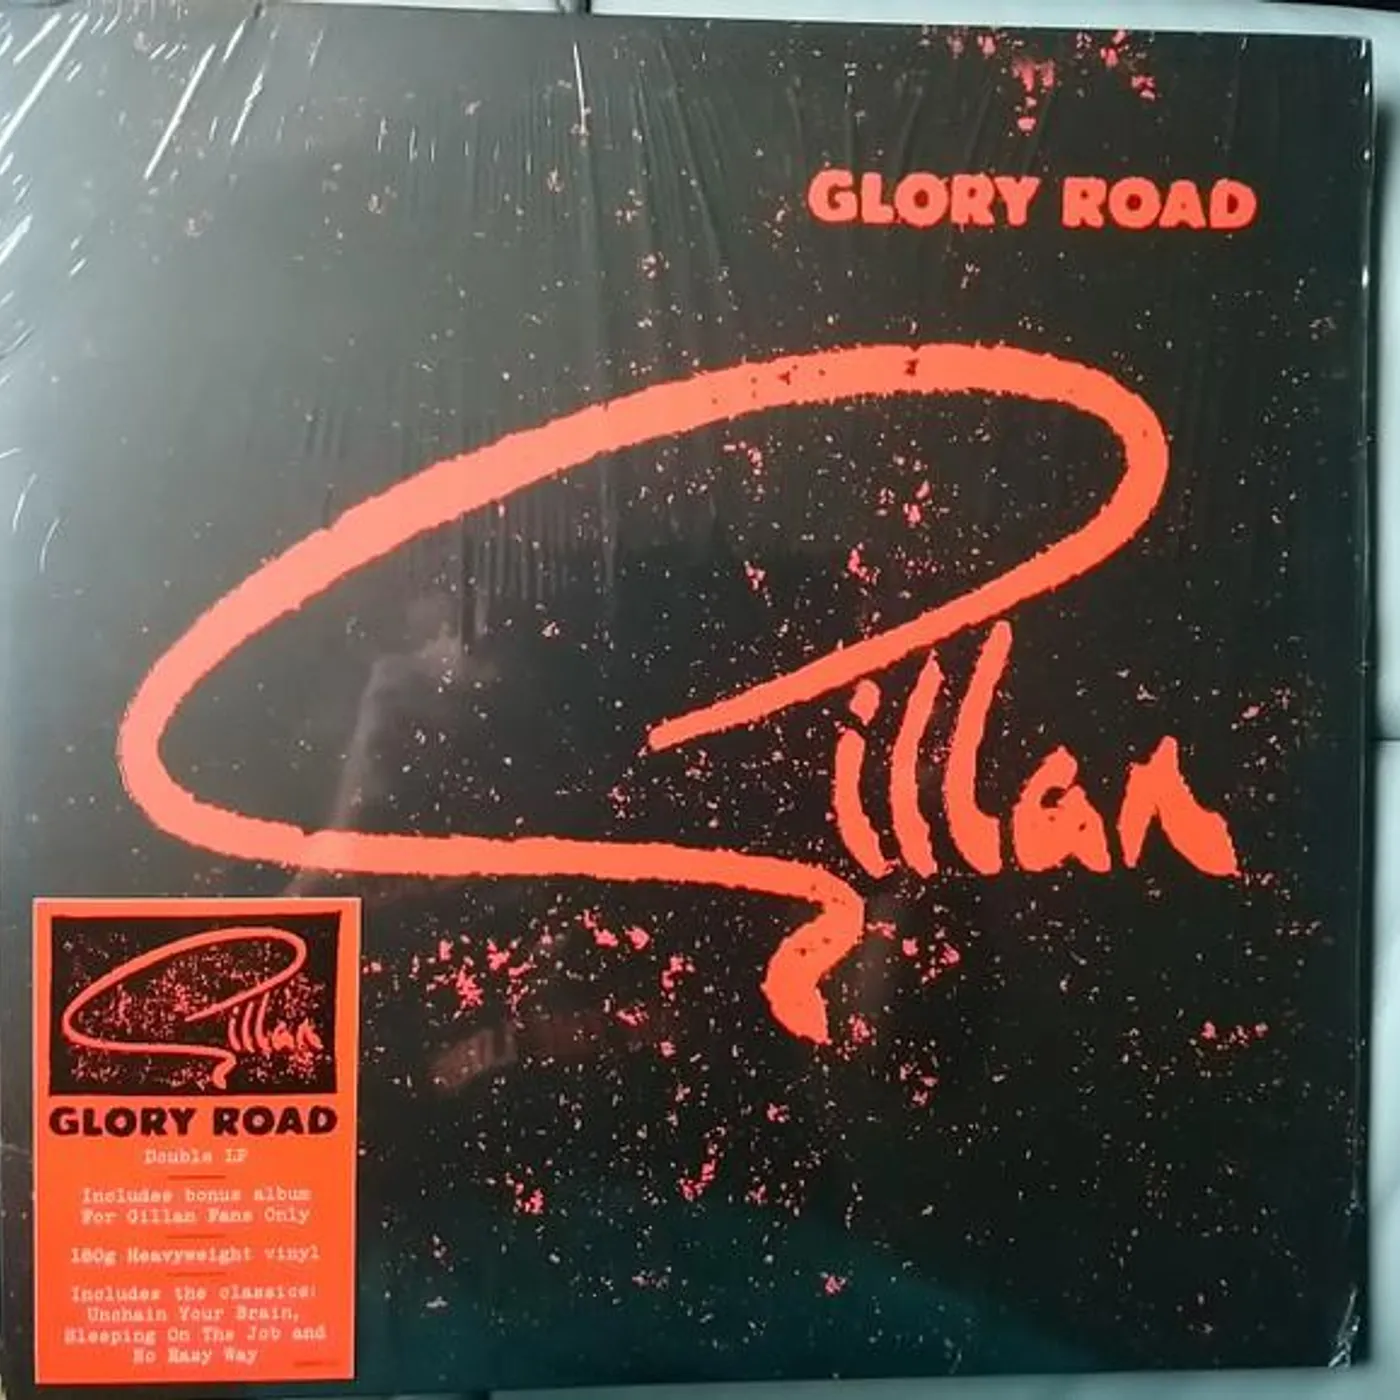 GLORY ROAD
Gillan
Gillan
GLORY ROAD
Double LP
Includes bonus album
For Gillan Fans Only
180g Heavyweight vinyl
Includes the classics:
Unchain Your Brain,
Sleeping On The Job and
No Easy Way